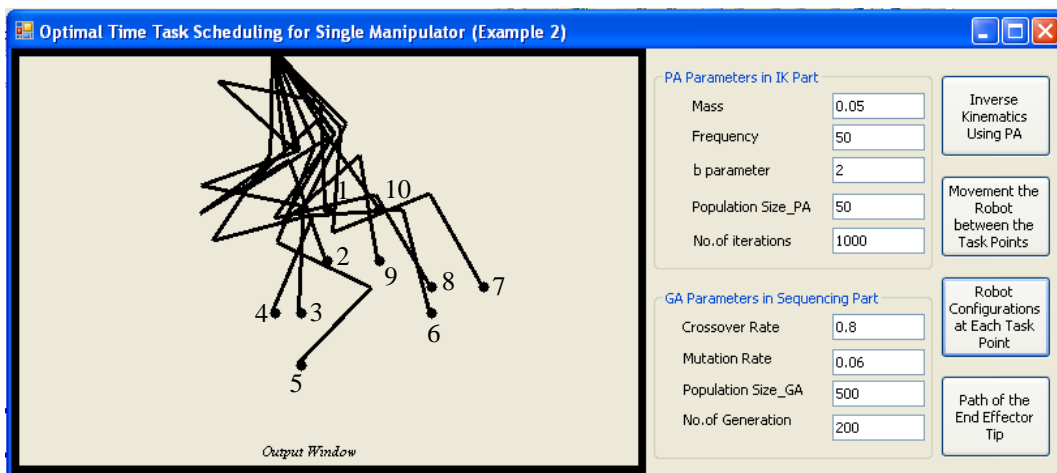 Optimal Time Task Scheduling for Single Manipulator (Example 2)
1
10
2
9
8
7
4
3
6
5
Output Window
PA Parameters in IK Part
Mass 0.05
Frequency 50
b parameter 2
Population Size_PA 50
No.of iterations 1000
GA Parameters in Sequencing Part
Crossover Rate 0.8
Mutation Rate 0.06
Population Size_GA 500
No.of Generation 200
Inverse
Kinematics
Using PA
Movement the
Robot
between the
Task Points
Robot
Configurations
at Each Task
Point
Path of the
End Effector
Tip